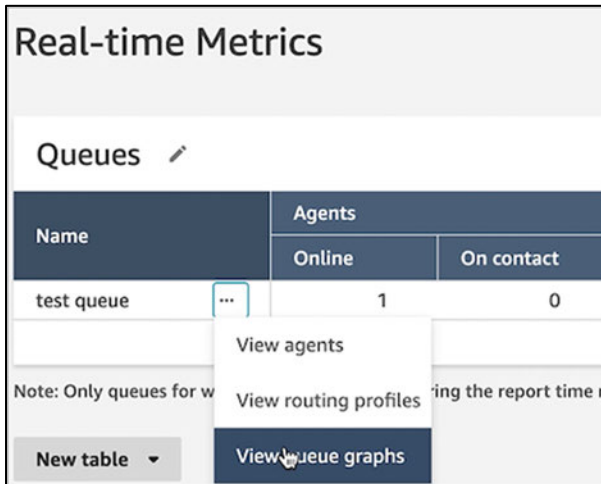 Real-time Metrics
Queues
Name
Agents
Online
On contact
test queue
...
1
0
View agents
Note: Only queues for w
ring the report time
View routing profiles
New table
View queue graphs